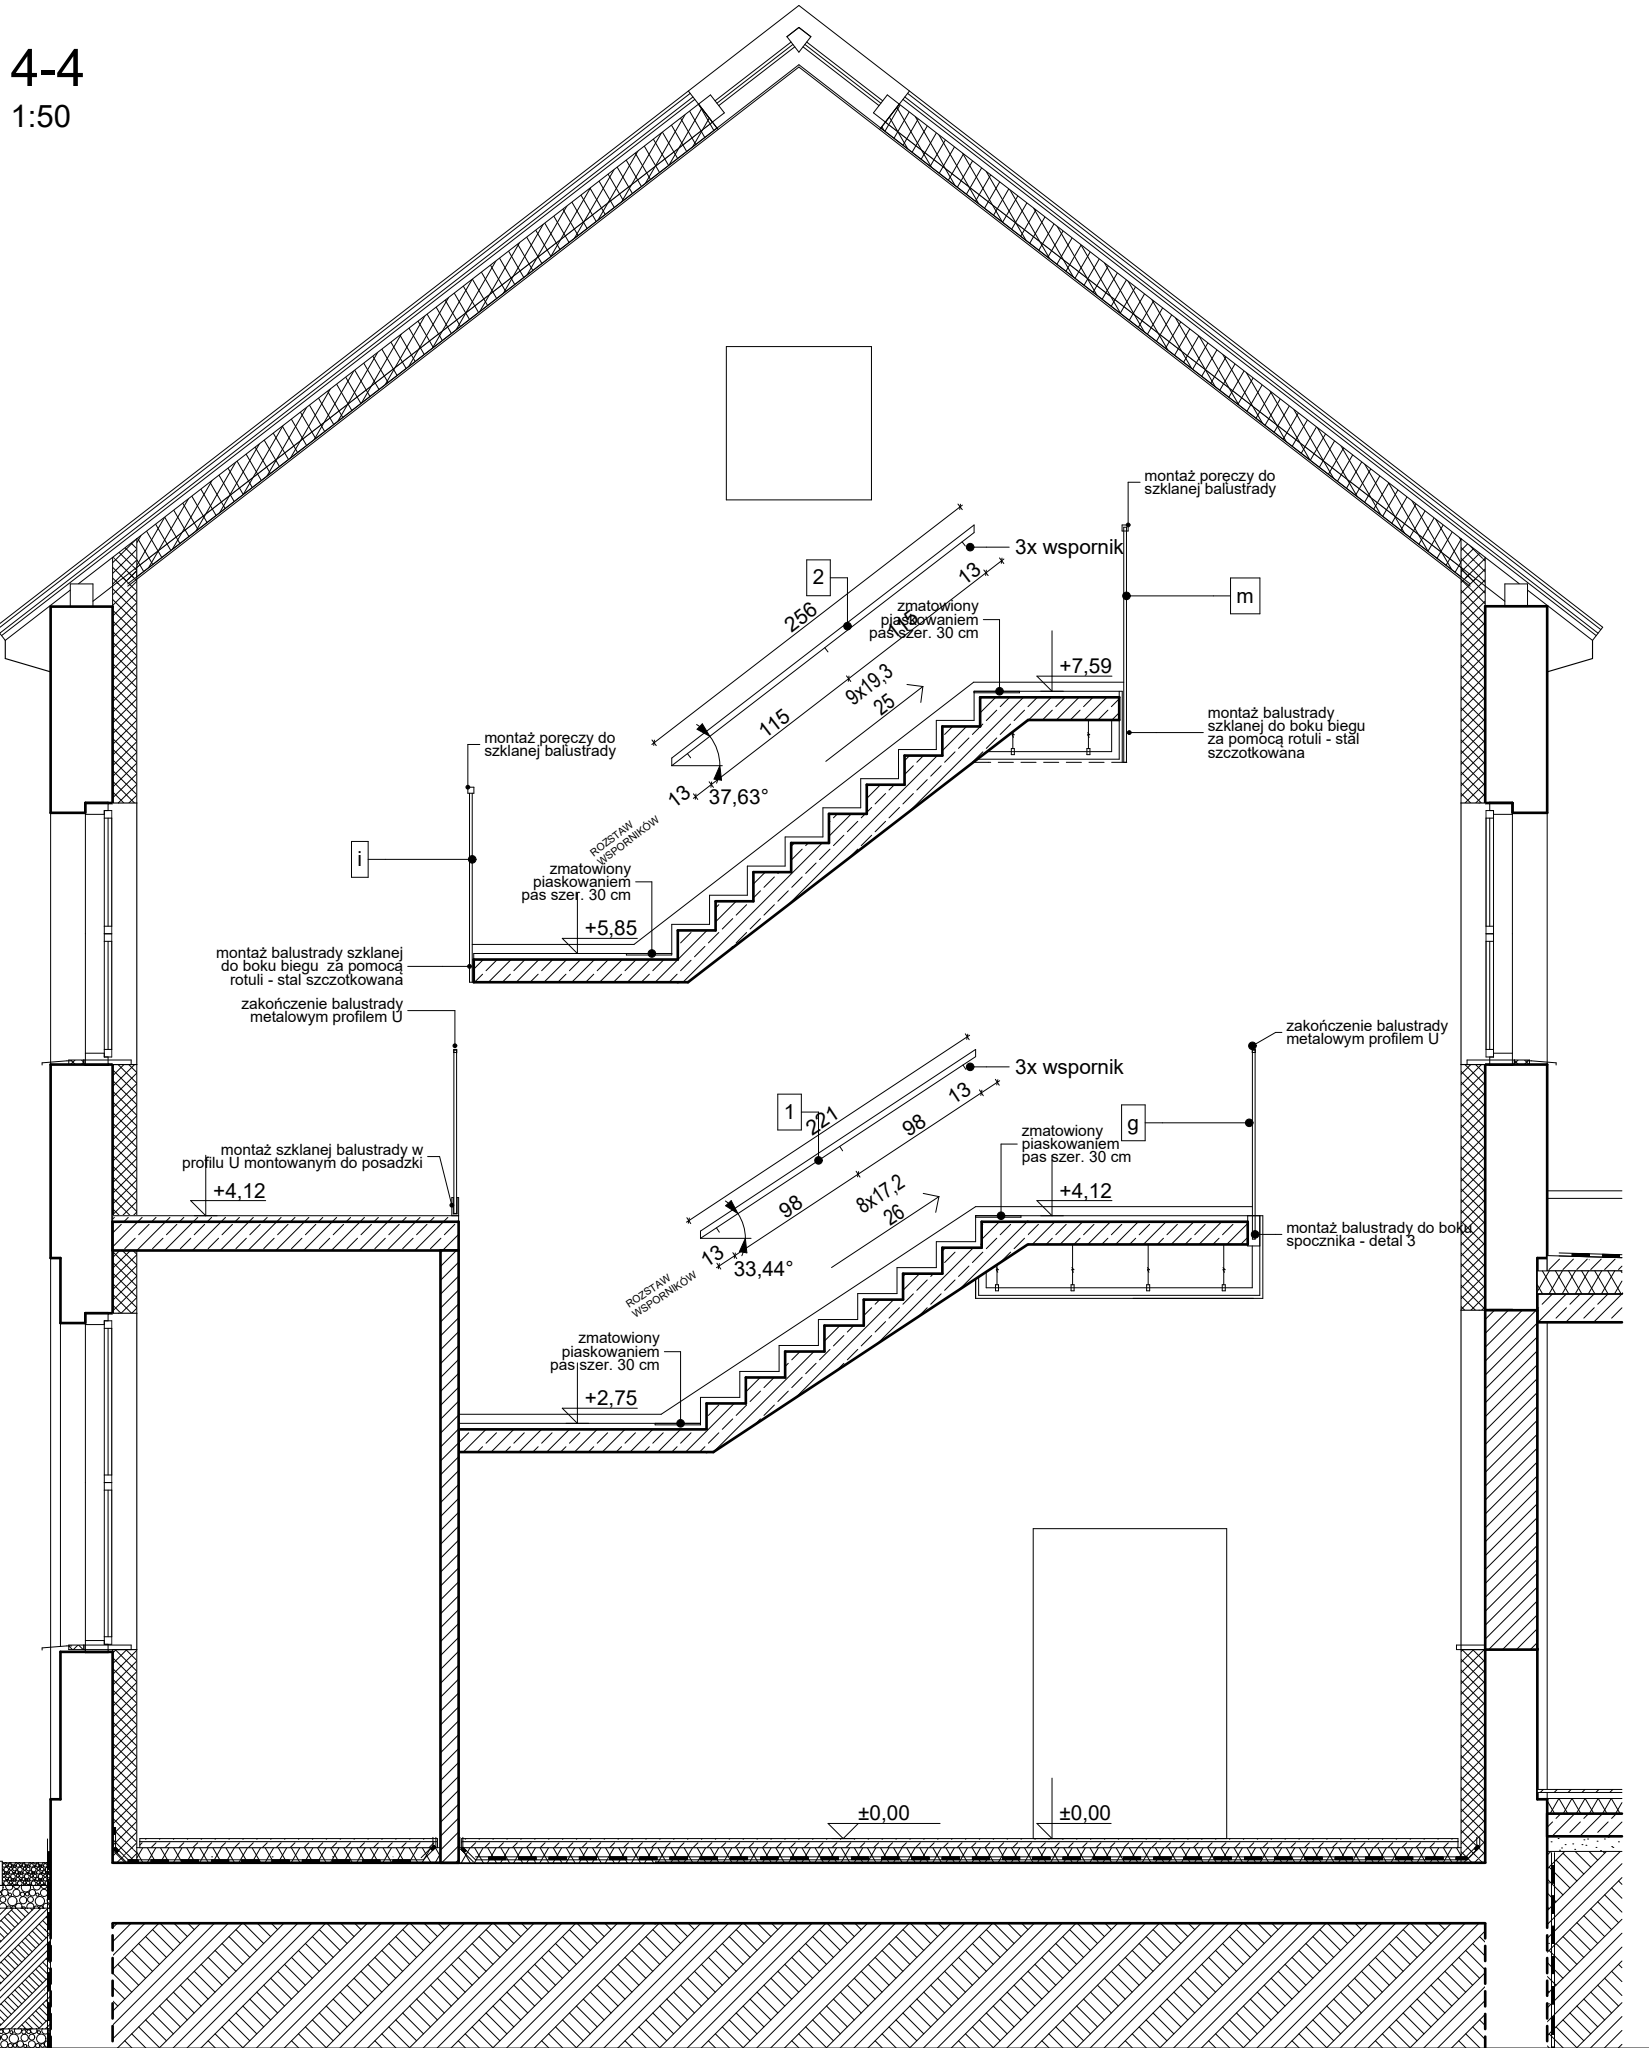 4-4
1:50
montaż poręczy do
szklanej balustrady
3x wspornik
2
13
m
256
zmatowiony
piaskowaniem
pas szer. 30 cm
115
+7,59
9x19,3
25
115
montaż balustrady
szklanej do boku biegu
za pomocą rotuli - stal
szczotkowana
montaż poręczy do
szklanej balustrady
13
37,63°
ROZSTAW
WSPORNIKÓW
i
zmatowiony
piaskowaniem
pas szer. 30 cm
+5,85
montaż balustrady szklanej
do boku biegu za pomocą
rotuli - stal szczotkowana
zakończenie balustrady
metalowym profilem U
zakończenie balustrady
metalowym profilem U
3x wspornik
1
221
13
98
g
zmatowiony
piaskowaniem
pas szer. 30 cm
montaż szklanej balustrady w
profilu U montowanym do posadzki
+4,12
98
8x17,2
26
+4,12
montaż balustrady do boku
spocznika - detal 3
13
33,44°
ROZSTAW
WSPORNIKÓW
zmatowiony
piaskowaniem
pas szer. 30 cm
+2,75
±0,00
±0,00